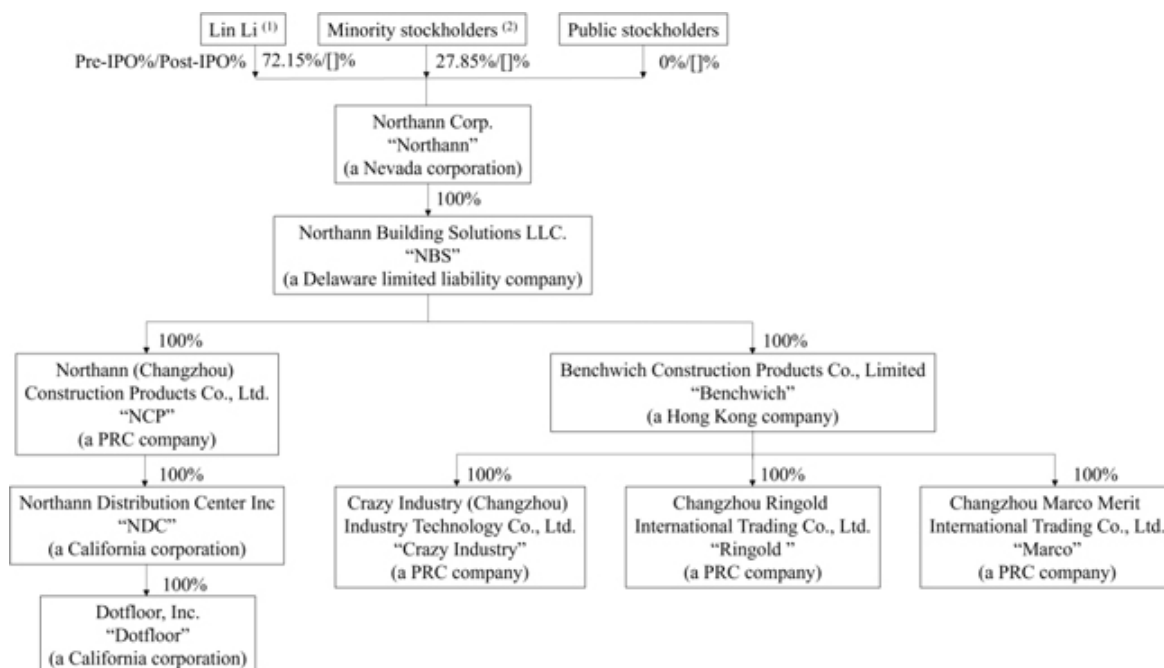 Lin Li (1)
Minority stockholders (2)
Public stockholders
Pre-IPO%/Post-IPO%
72.15%/[]%
27.85%/[]%
0%/[]%
Northann Corp.
“Northann”
(a Nevada corporation)
100%
Northann Building Solutions LLC.
“NBS”
(a Delaware limited liability company)
100%
100%
Northann (Changzhou)
Construction Products Co., Ltd.
“NCP”
(a PRC company)
Benchwich Construction Products Co., Limited
“Benchwich”
(a Hong Kong company)
100%
100%
100%
100%
Northann Distribution Center Inc
“NDC”
(a California corporation)
Crazy Industry (Changzhou)
Industry Technology Co., Ltd.
“Crazy Industry”
(a PRC company)
Changzhou Ringold
International Trading Co., Ltd.
“Ringold ”
(a PRC company)
Changzhou Marco Merit
International Trading Co., Ltd.
“Marco”
(a PRC company)
100%
Dotfloor, Inc.
“Dotfloor”
(a California corporation)